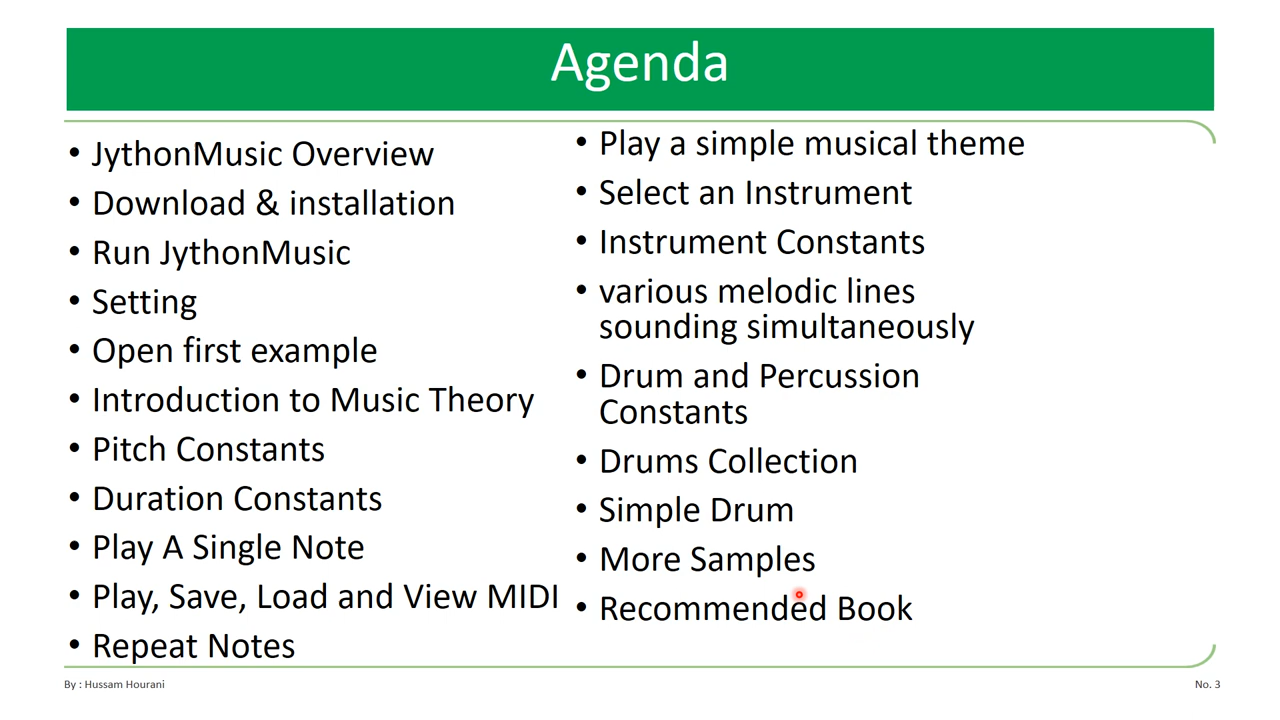 Agenda
• JythonMusic Overview
• Download & installation
• Run JythonMusic
• Setting
• Open first example
• Introduction to Music Theory
• Pitch Constants
• Duration Constants
• Play A Single Note
• Play, Save, Load and View MIDI
• Repeat Notes
• Play a simple musical theme
• Select an Instrument
• Instrument Constants
• various melodic lines
sounding simultaneously
• Drum and Percussion
Constants
• Drums Collection
• Simple Drum
• More Samples
• Recommended Book
By : Hussam Hourani
No. 3